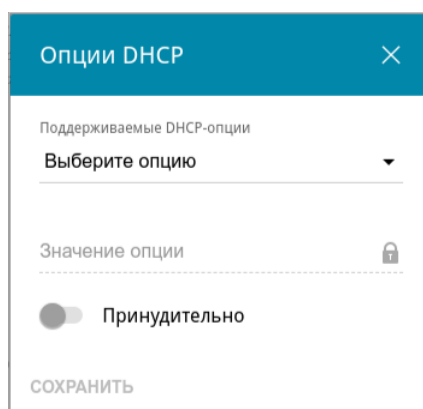 Опции DHCP
Поддерживаемые DHCP-опции
Выберите опцию
Значение опции
Принудительно
СОХРАНИТЬ